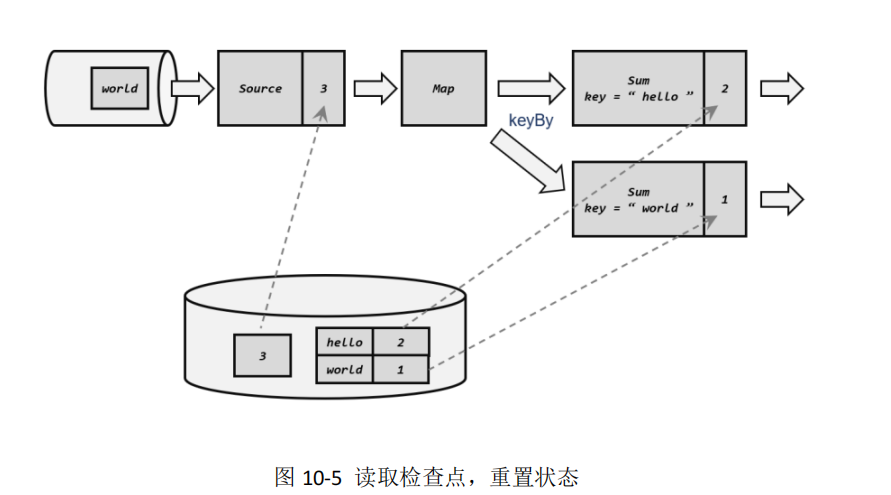 world
Source
3
Map
keyBy
Sum
key = “ hello ”
2
Sum
key = “ world ”
1
3
hello
2
world
1
图 10-5 读取检查点，重置状态